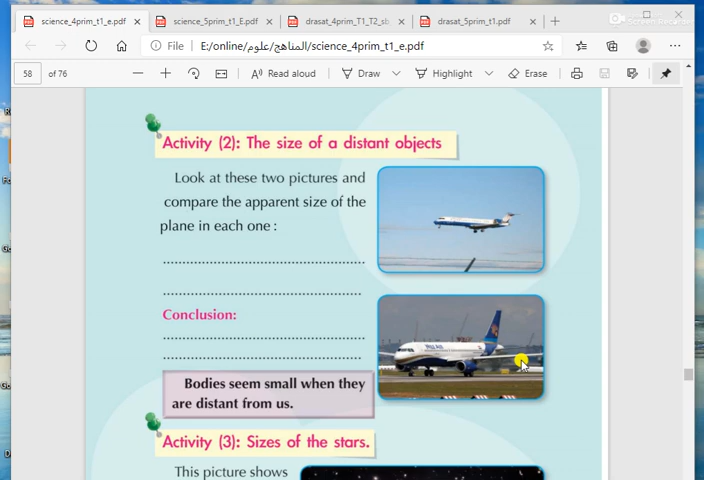 science_4prim_t1_e.pdf
science_5prim_t1_E.pdf
drasat_4prim_T1_T2_sb
drasat_5prim_t1.pdf
File
E:/online/المناهج/علوم/science_4prim_t1_e.pdf
58 of 76
Read aloud
Draw
Highlight
Erase
Activity (2): The size of a distant objects
Look at these two pictures and
compare the apparent size of the
plane in each one :
Conclusion:
Bodies seem small when they
are distant from us.
Activity (3): Sizes of the stars.
This picture shows